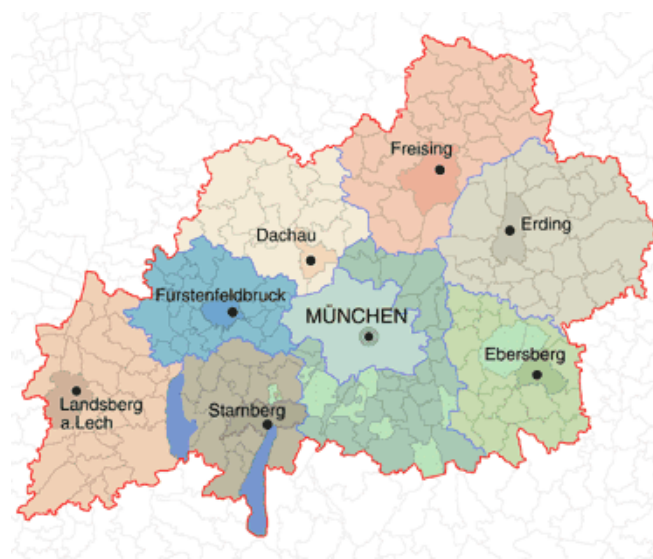 Freising
Erding
Dachau
Fürstenfeldbruck
MÜNCHEN
Ebersberg
Landsberg
a.Lech
Starnberg